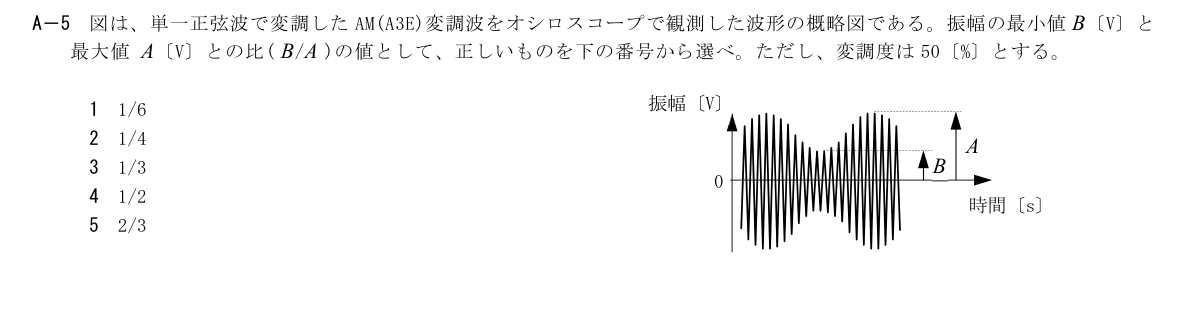 A－5 図は、単一正弦波で変調した AM(A3E)変調波をオシロスコープで観測した波形の概略図である。振幅の最小値 B〔V〕と
最大値 A〔V〕との比(B/A)の値として、正しいものを下の番号から選べ。ただし、変調度は 50〔%〕とする。
1 1/6
2 1/4
3 1/3
4 1/2
5 2/3
振幅〔V〕
A
B
0
時間〔s〕